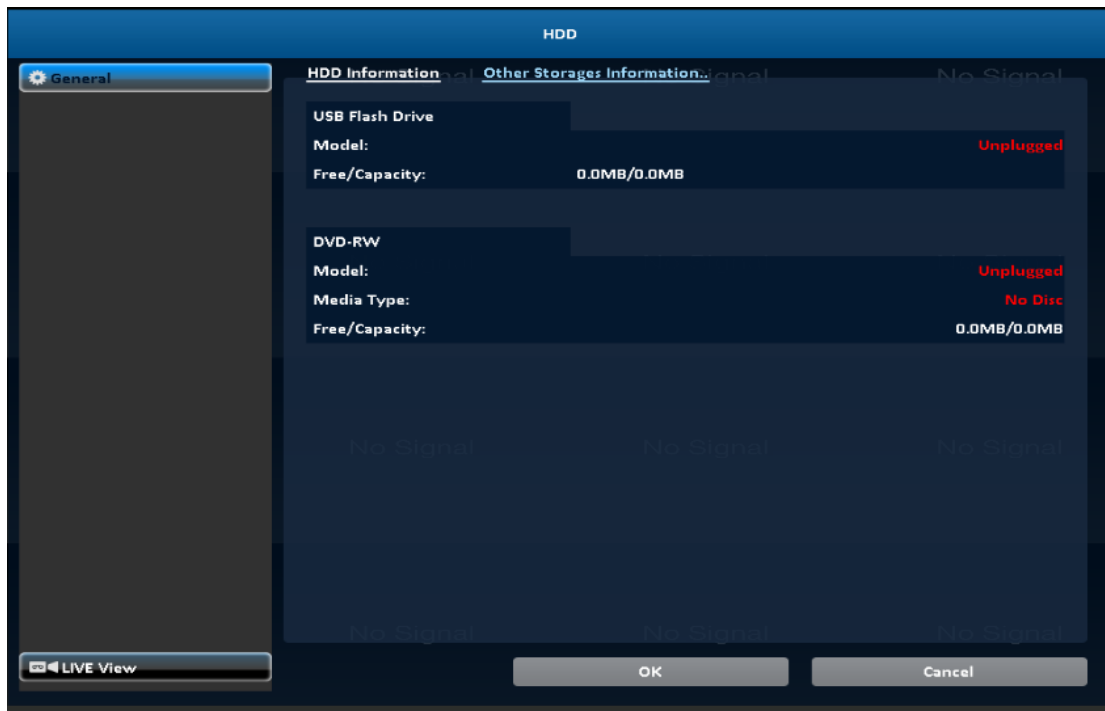 HDD
General
HDD Information
Other Storages Information..
No Signal
USB Flash Drive
Model: Unplugged
Free/Capacity: 0.0MB/0.0MB
DVD-RW
Model: Unplugged
Media Type: No Disc
Free/Capacity: 0.0MB/0.0MB
No Signal No Signal No Signal
No Signal No Signal No Signal
LIVE View
OK
Cancel